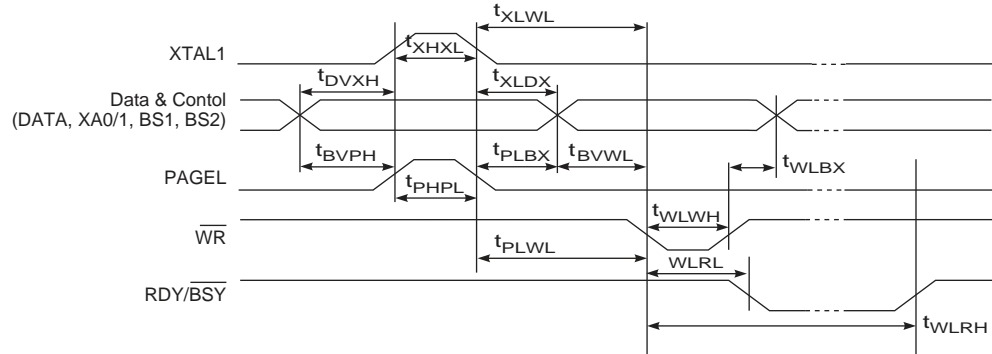 tXLWL
XTAL1
tXHXL
tDVXH
tXLDX
Data & Contol
(DATA, XA0/1, BS1, BS2)
tBVPH
tPLBX
tBVWL
tWLBX
PAGEL
tPHPL
tWLWH
WR
tPLWL
WLRL
RDY/BSY
tWLRH